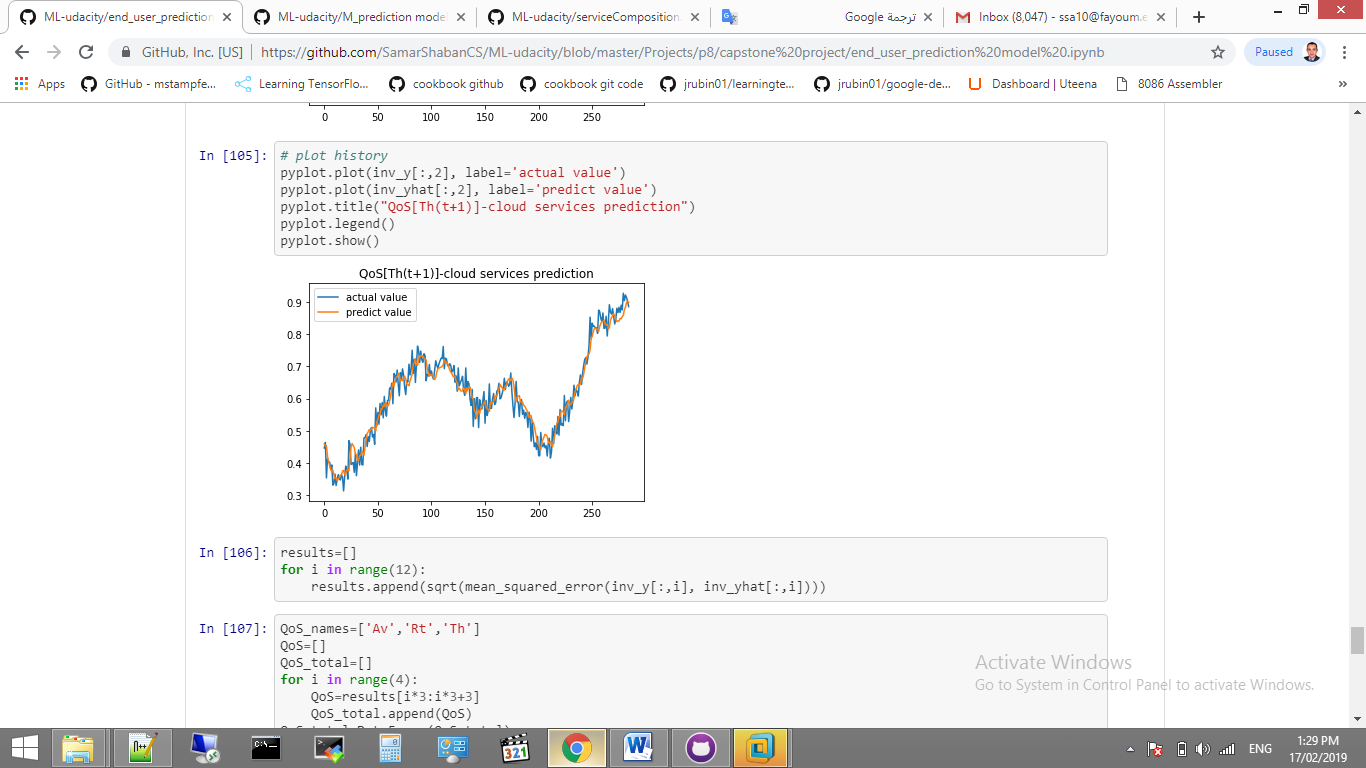 ML-udacity/end_user_prediction
ML-udacity/M_prediction mode
ML-udacity/serviceComposition
ترجمة Google
Inbox (8,047) - ssa10@fayoum.e
GitHub, Inc. [US] | https://github.com/SamarShabanCS/ML-udacity/blob/master/Projects/p8/capstone%20project/end_user_prediction%20model%20.ipynb
Paused
Apps
GitHub - mstampfe...
Learning TensorFlo...
cookbook github
cookbook git code
jrubin01/learningte...
jrubin01/google-de...
Dashboard | Uteena
8086 Assembler
»
0 50 100 150 200 250
In [105]:
# plot history
pyplot.plot(inv_y[:,2], label='actual value')
pyplot.plot(inv_yhat[:,2], label='predict value')
pyplot.title("QoS[Th(t+1)]-cloud services prediction")
pyplot.legend()
pyplot.show()
QoS[Th(t+1)]-cloud services prediction
actual value
predict value
0.9
0.8
0.7
0.6
0.5
0.4
0.3
0 50 100 150 200 250
In [106]:
results=[]
for i in range(12):
    results.append(sqrt(mean_squared_error(inv_y[:,i], inv_yhat[:,i])))
In [107]:
QoS_names=['Av','Rt','Th']
QoS=[]
QoS_total=[]
for i in range(4):
    QoS=results[i*3:i*3+3]
    QoS_total.append(QoS)
Activate Windows
Go to System in Control Panel to activate Windows.
ENG
1:29 PM
17/02/2019